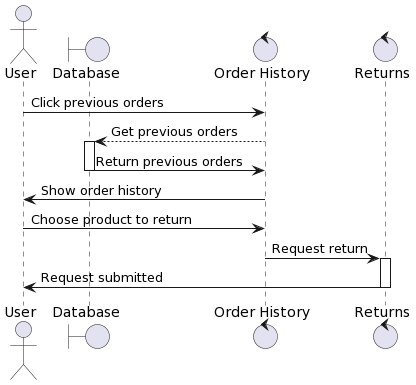 User Database Order History Returns
Click previous orders
Get previous orders
Return previous orders
Show order history
Choose product to return
Request return
Request submitted
User Database Order History Returns